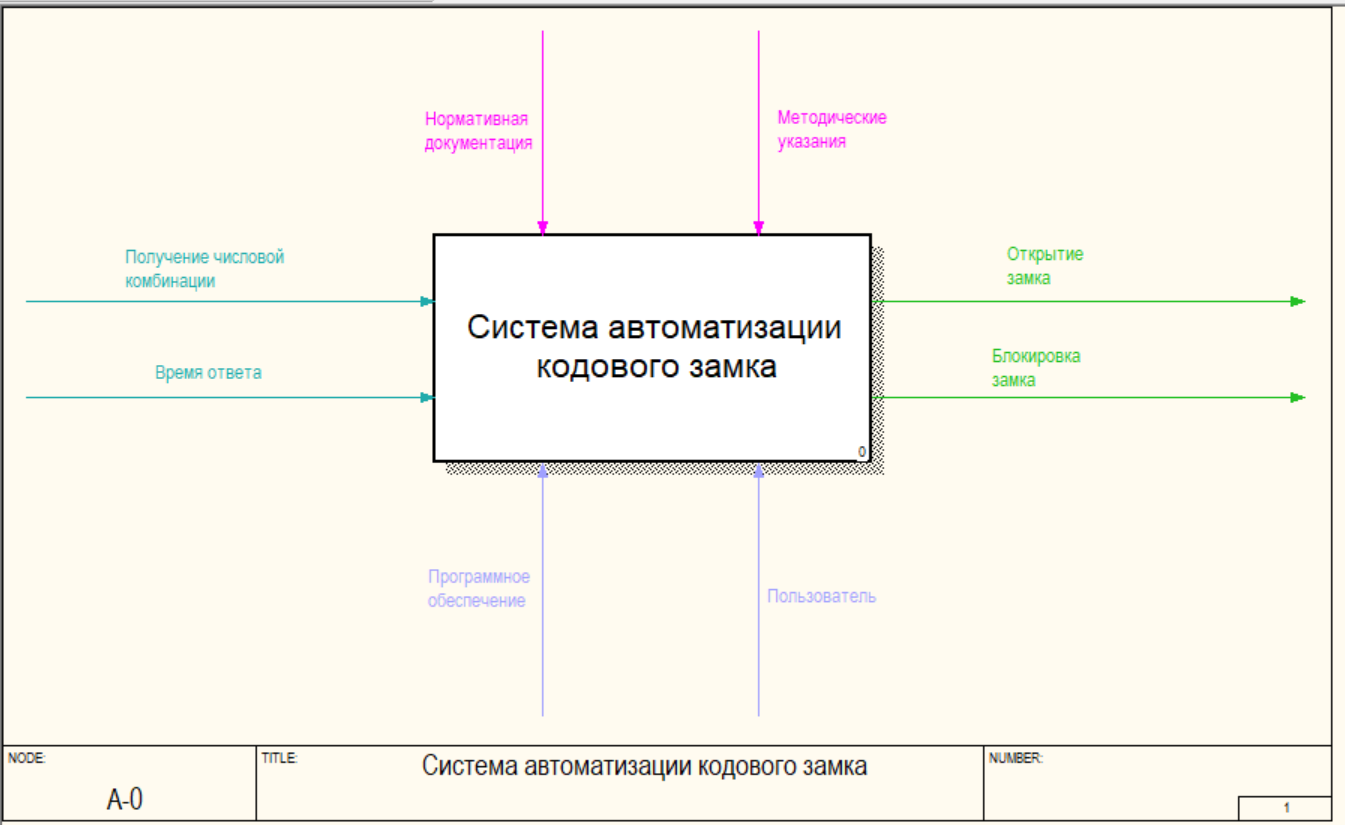 Нормативная
документация
Методические
указания
Получение числовой
комбинации
Открытие
замка
Система автоматизации
кодового замка
Время ответа
Блокировка
замка
0
Программное
обеспечение
Пользователь
NODE:
TITLE:
NUMBER:
A-0
Система автоматизации кодового замка
1